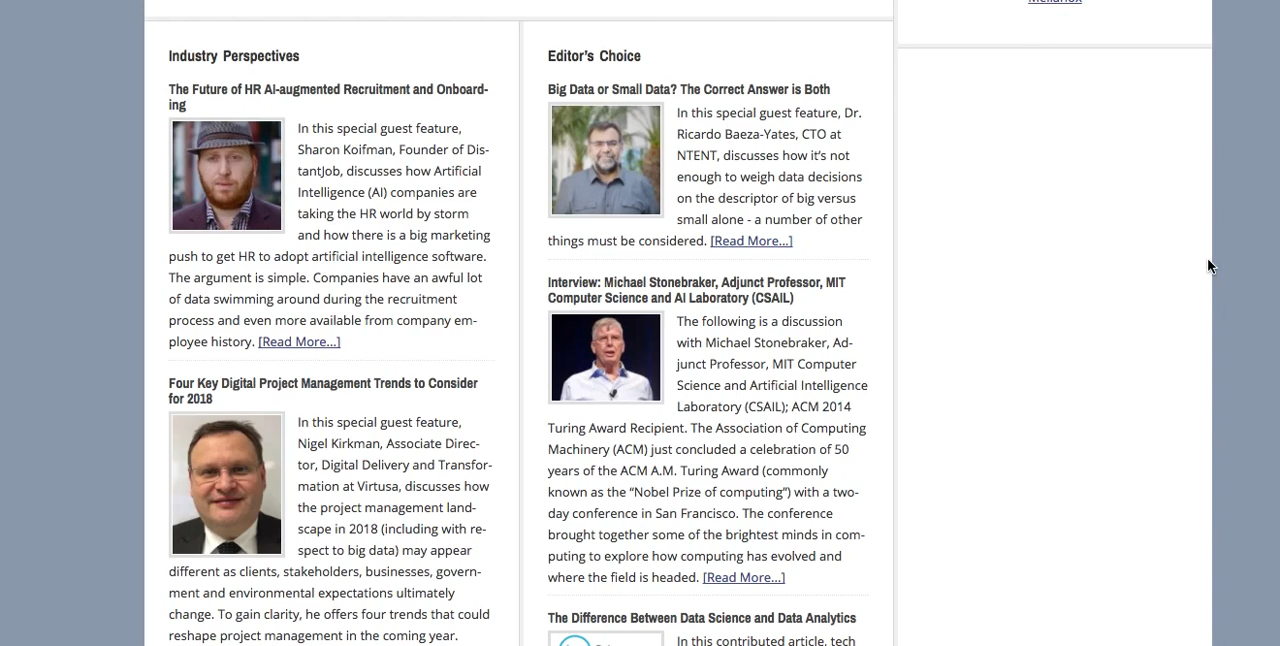 Industry Perspectives
The Future of HR AI-augmented Recruitment and Onboard-
ing
In this special guest feature,
Sharon Koifman, Founder of Dis-
tantJob, discusses how Artificial
Intelligence (AI) companies are
taking the HR world by storm
and how there is a big marketing
push to get HR to adopt artificial intelligence software.
The argument is simple. Companies have an awful lot
of data swimming around during the recruitment
process and even more available from company em-
ployee history. [Read More...]
Four Key Digital Project Management Trends to Consider
for 2018
In this special guest feature,
Nigel Kirkman, Associate Direc-
tor, Digital Delivery and Transfor-
mation at Virtusa, discusses how
the project management land-
scape in 2018 (including with re-
spect to big data) may appear
different as clients, stakeholders, businesses, govern-
ment and environmental expectations ultimately
change. To gain clarity, he offers four trends that could
reshape project management in the coming year.
Editor’s Choice
Big Data or Small Data? The Correct Answer is Both
In this special guest feature, Dr.
Ricardo Baeza-Yates, CTO at
NTENT, discusses how it’s not
enough to weigh data decisions
on the descriptor of big versus
small alone - a number of other
things must be considered. [Read More...]
Interview: Michael Stonebraker, Adjunct Professor, MIT
Computer Science and AI Laboratory (CSAIL)
The following is a discussion
with Michael Stonebraker, Ad-
junct Professor, MIT Computer
Science and Artificial Intelligence
Laboratory (CSAIL); ACM 2014
Turing Award Recipient. The Association of Computing
Machinery (ACM) just concluded a celebration of 50
years of the ACM A.M. Turing Award (commonly
known as the “Nobel Prize of computing”) with a two-
day conference in San Francisco. The conference
brought together some of the brightest minds in com-
puting to explore how computing has evolved and
where the field is headed. [Read More...]
The Difference Between Data Science and Data Analytics
In this contributed article, tech